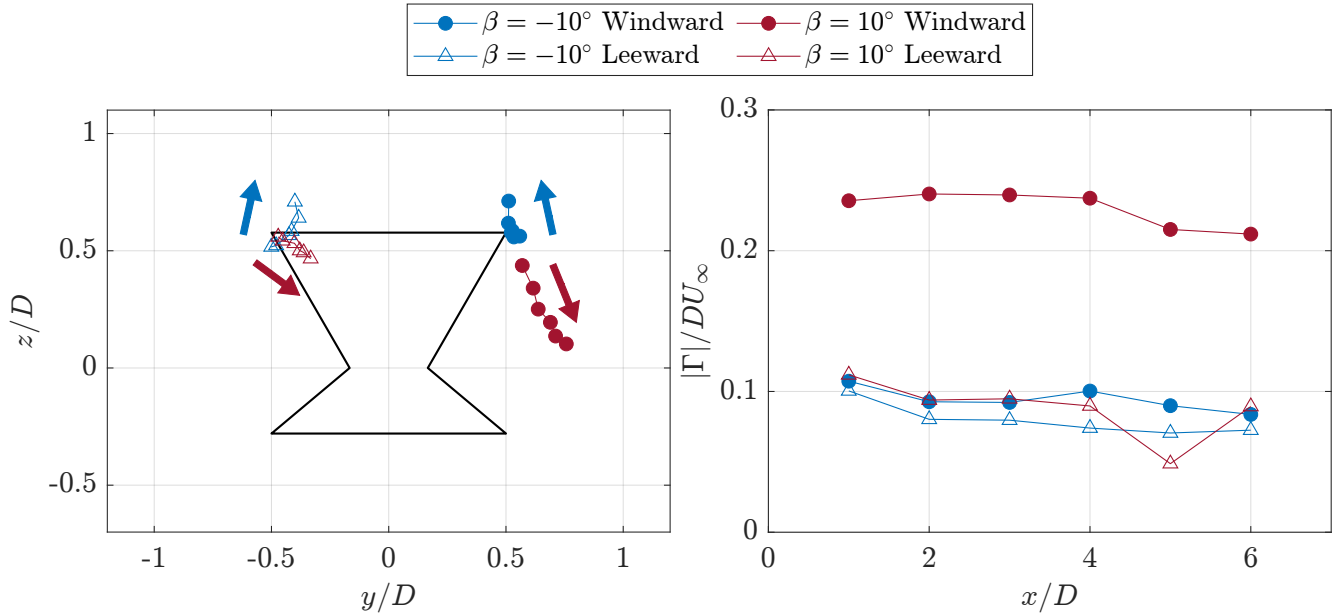 β = −10° Windward
β = 10° Windward
β = −10° Leeward
β = 10° Leeward
1
0.5
0
-0.5
z/D
-1
-0.5
0
0.5
1
y/D
0.3
0.2
0.1
0
|Γ|/DU∞
0
2
4
6
x/D